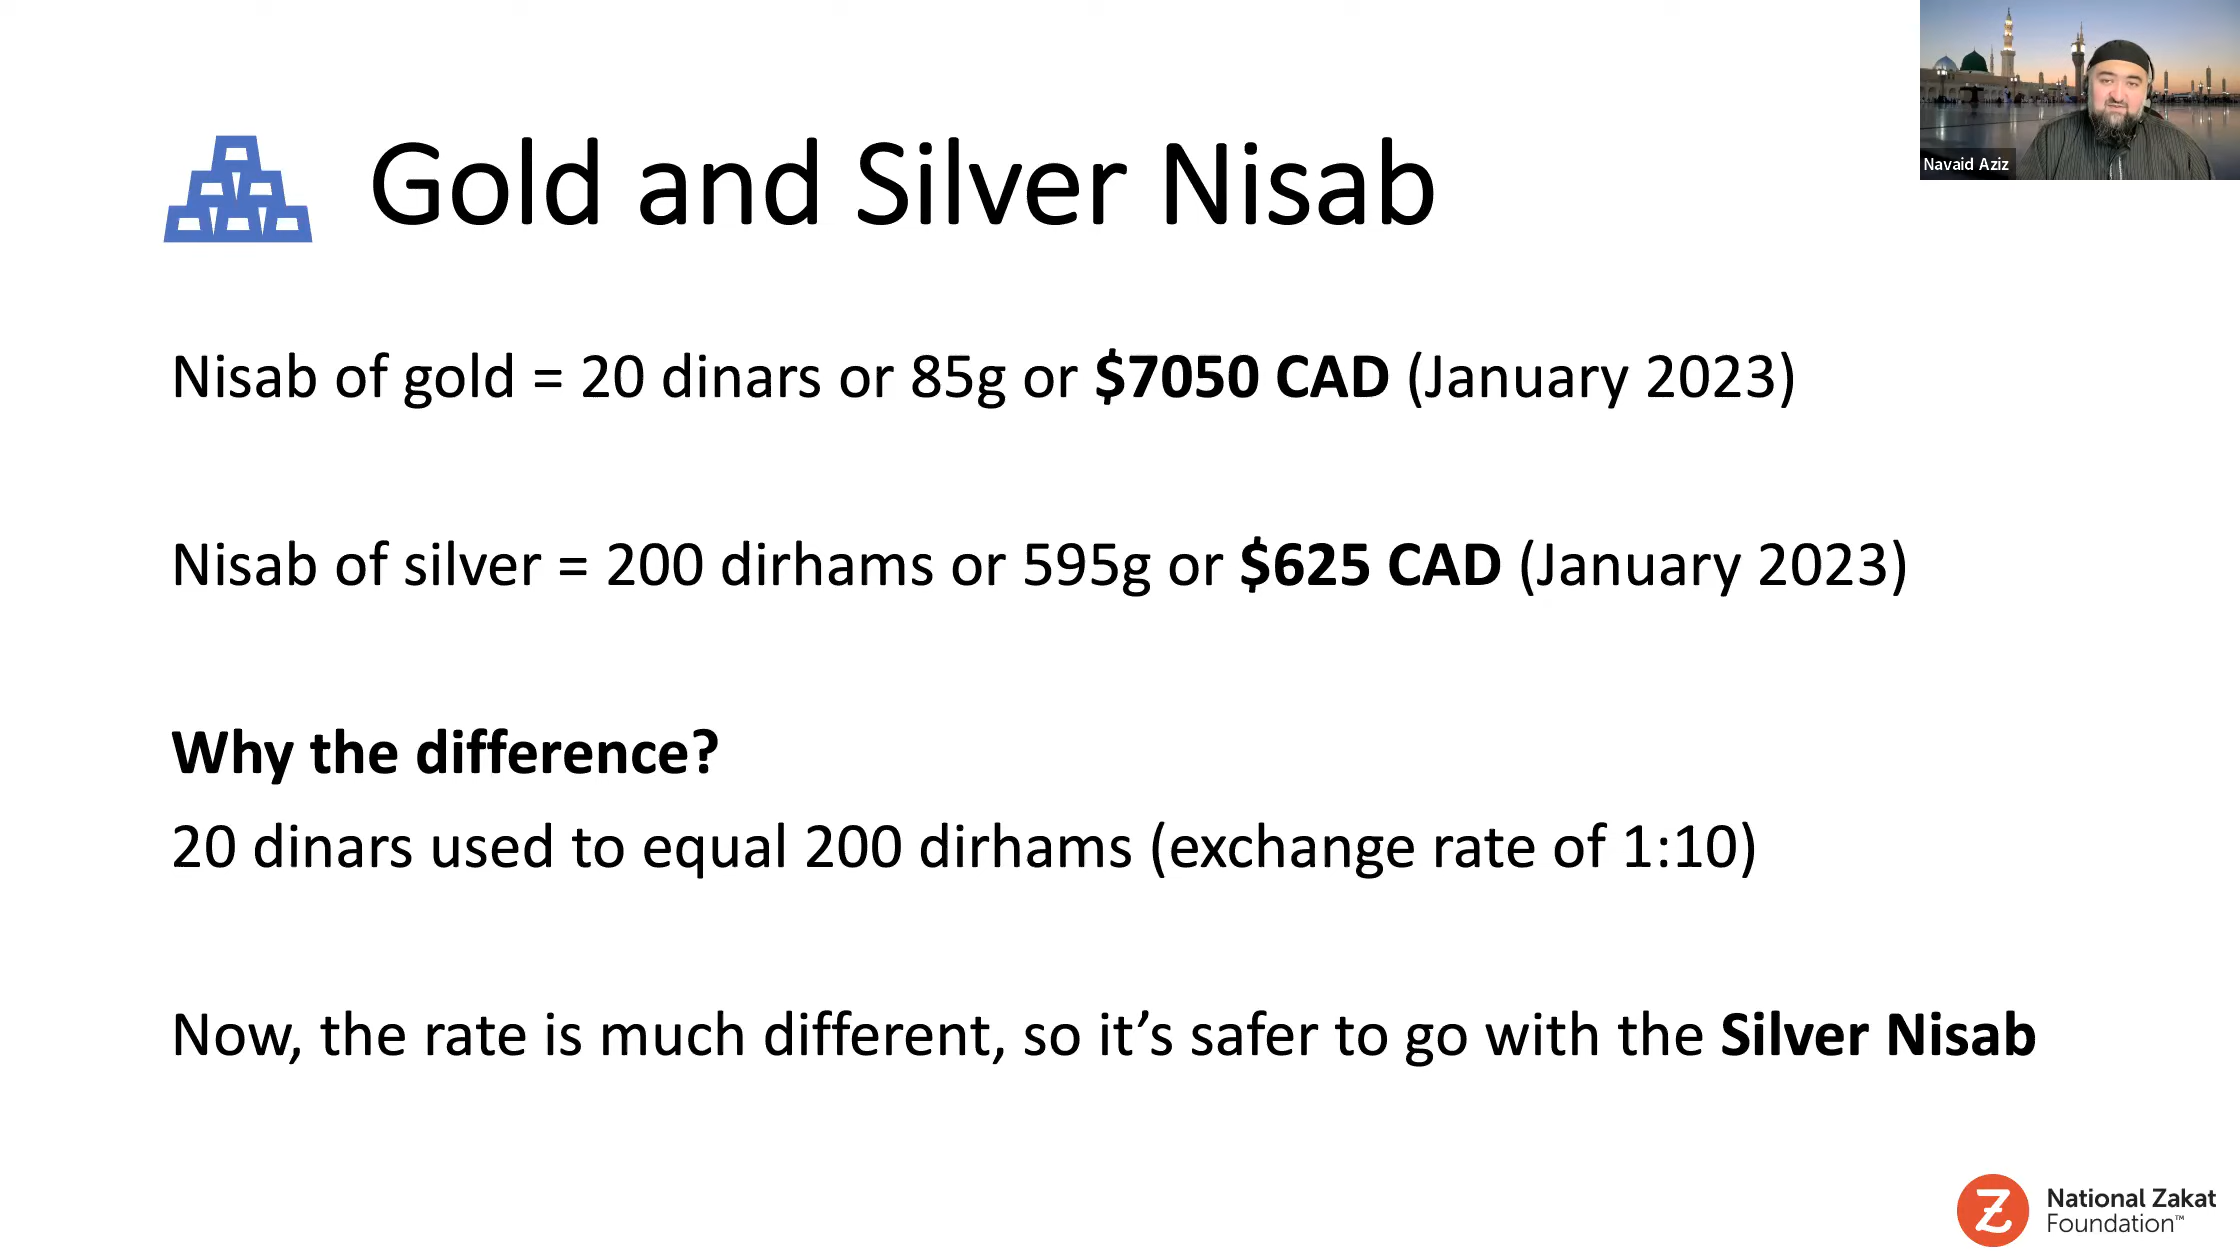 Navaid Aziz
Gold and Silver Nisab
Nisab of gold = 20 dinars or 85g or $7050 CAD (January 2023)
Nisab of silver = 200 dirhams or 595g or $625 CAD (January 2023)
Why the difference?
20 dinars used to equal 200 dirhams (exchange rate of 1:10)
Now, the rate is much different, so it’s safer to go with the Silver Nisab
Z
National Zakat
Foundation™